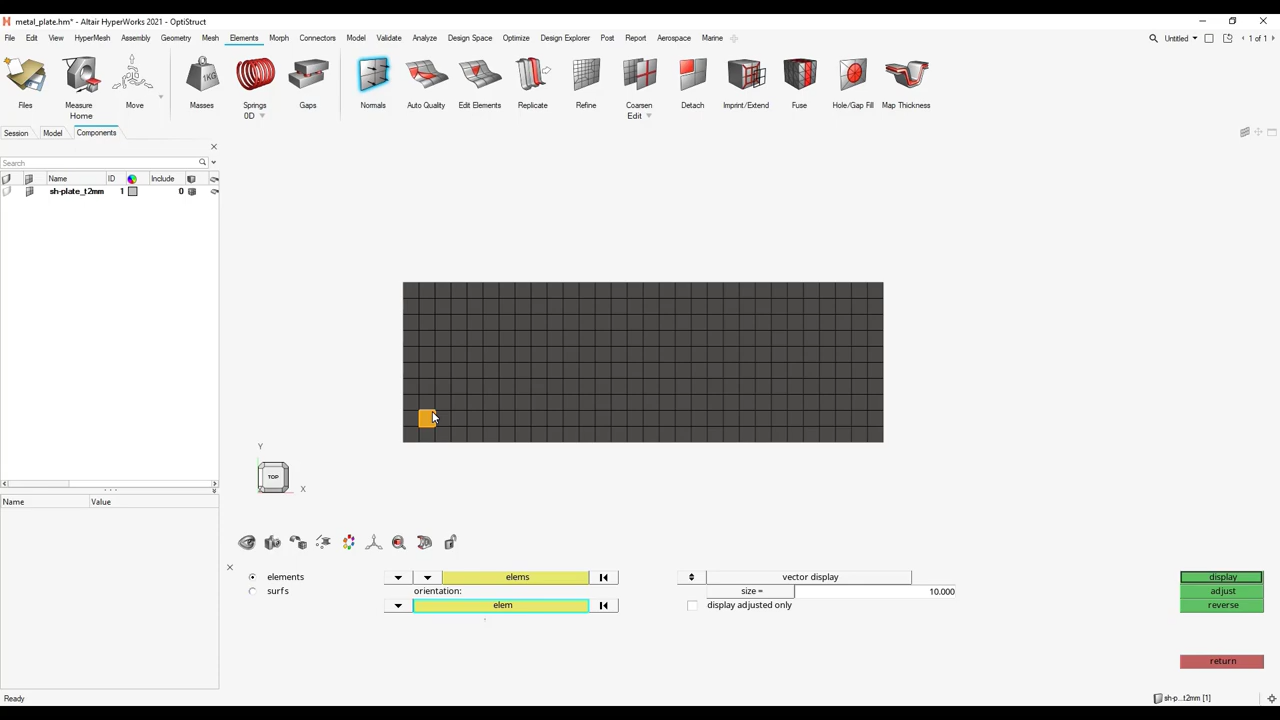 metal_plate.hm* - Altair HyperWorks 2021 - OptiStruct
File Edit View HyperMesh Assembly Geometry Mesh Elements Morph Connectors Model Validate Analyze Design Space Optimize Design Explorer Post Report Aerospace Marine Untitled 1 of 1
1KG
Files Measure Move Masses Springs Gaps Normals Auto Quality Edit Elements Replicate Refine Coarsen Detach Imprint/Extend Fuse Hole/Gap Fill Map Thickness
Home 0D Edit
Session Model Components
Search
Name ID Include
sh-plate_t2mm 1 0
Y
TOP X
Name Value
elements elems vector display display
surfs orientation: size = 10.000 adjust
elem display adjusted only reverse
return
Ready sh-p...t2mm [1]